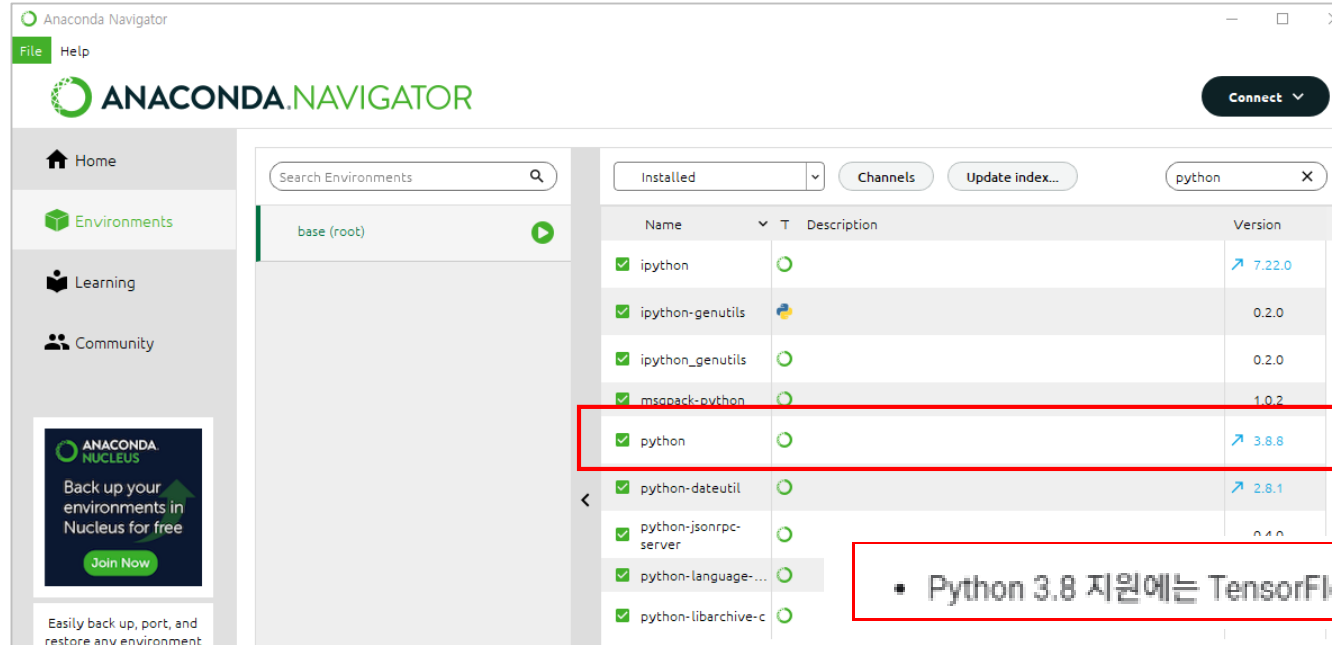 Anaconda Navigator
File Help
ANACONDA.NAVIGATOR
Connect
Home
Environments
Learning
Community
ANACONDA.
NUCLEUS
Back up your
environments in
Nucleus for free
Join Now
Easily back up, port, and
restore any environment
Search Environments
base (root)
Installed
Channels
Update index...
python
Name T Description Version
ipython 7.22.0
ipython-genutils 0.2.0
ipython_genutils 0.2.0
msgpack-python 1.0.2
python 3.8.8
python-dateutil 2.8.1
python-jsonrpc-
server 0.4.0
python-language-...
python-libarchive-c
• Python 3.8 지원에는